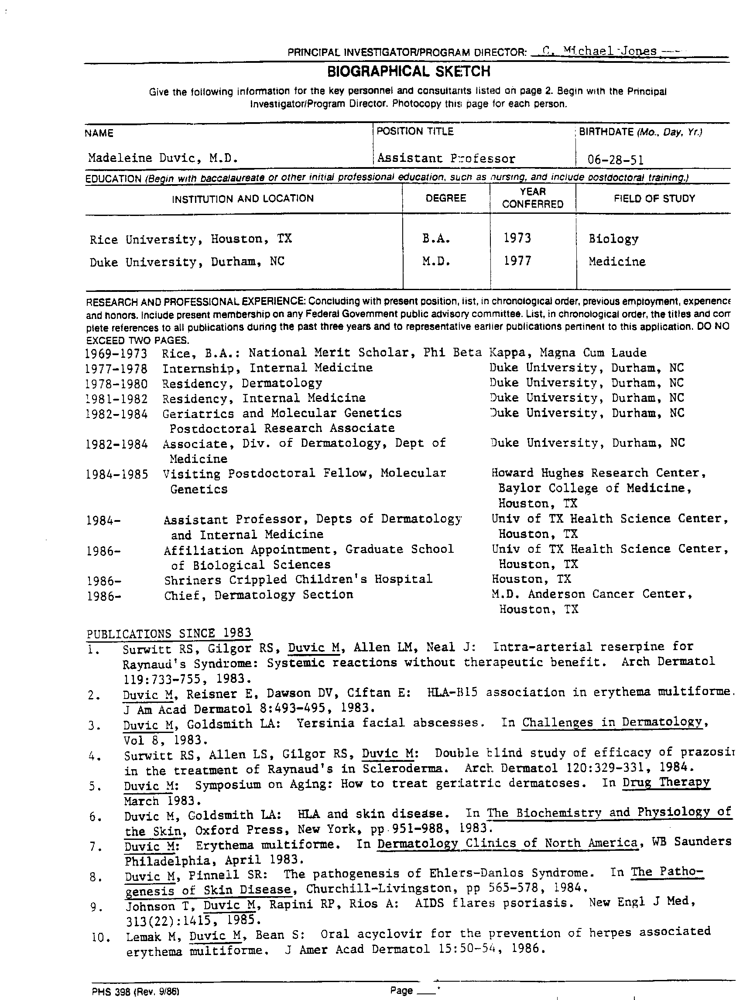 PRINCIPAL INVESTIGATOR/PROGRAM DIRECTOR: C. Michael Jones
BIOGRAPHICAL SKETCH
Give the following information for the key personnel and consultants listed on page 2. Begin with the Principal
Investigator/Program Director. Photocopy this page for each person.
NAME POSITION TITLE BIRTHDATE (Mo., Day, Yr.)
Madeleine Duvic, M.D. Assistant Professor 06-28-51
EDUCATION (Begin with baccalaureate or other initial professional education, such as nursing, and include postdoctoral training.)
INSTITUTION AND LOCATION DEGREE YEAR CONFERRED FIELD OF STUDY
Rice University, Houston, TX B.A. 1973 Biology
Duke University, Durham, NC M.D. 1977 Medicine
RESEARCH AND PROFESSIONAL EXPERIENCE: Concluding with present position, list, in chronological order, previous employment, experience
and honors. Include present membership on any Federal Government public advisory committee. List, in chronological order, the titles and com
plete references to all publications during the past three years and to representative earlier publications pertinent to this application. DO NO
EXCEED TWO PAGES.
1969-1973 Rice, B.A.: National Merit Scholar, Phi Beta Kappa, Magna Cum Laude
1977-1978 Internship, Internal Medicine Duke University, Durham, NC
1978-1980 Residency, Dermatology Duke University, Durham, NC
1981-1982 Residency, Internal Medicine Duke University, Durham, NC
1982-1984 Geriatrics and Molecular Genetics Duke University, Durham, NC
Postdoctoral Research Associate
1982-1984 Associate, Div. of Dermatology, Dept of Duke University, Durham, NC
Medicine
1984-1985 Visiting Postdoctoral Fellow, Molecular Howard Hughes Research Center,
Genetics Baylor College of Medicine,
Houston, TX
1984- Assistant Professor, Depts of Dermatology Univ of TX Health Science Center,
and Internal Medicine Houston, TX
1986- Affiliation Appointment, Graduate School Univ of TX Health Science Center,
of Biological Sciences Houston, TX
1986- Shriners Crippled Children's Hospital Houston, TX
1986- Chief, Dermatology Section M.D. Anderson Cancer Center,
Houston, TX
PUBLICATIONS SINCE 1983
1. Surwitt RS, Gilgor RS, Duvic M, Allen LM, Neal J: Intra-arterial reserpine for
Raynaud's Syndrome: Systemic reactions without therapeutic benefit. Arch Dermatol
119:733-755, 1983.
2. Duvic M, Reisner E, Dawson DV, Ciftan E: HLA-B15 association in erythema multiforme.
J Am Acad Dermatol 8:493-495, 1983.
3. Duvic M, Goldsmith LA: Yersinia facial abscesses. In Challenges in Dermatology,
Vol 8, 1983.
4. Surwitt RS, Allen LS, Gilgor RS, Duvic M: Double blind study of efficacy of prazosin
in the treatment of Raynaud's in Scleroderma. Arch Dermatol 120:329-331, 1984.
5. Duvic M: Symposium on Aging: How to treat geriatric dermatoses. In Drug Therapy
March 1983.
6. Duvic M, Goldsmith LA: HLA and skin disease. In The Biochemistry and Physiology of
the Skin, Oxford Press, New York, pp 951-988, 1983.
7. Duvic M: Erythema multiforme. In Dermatology Clinics of North America, WB Saunders
Philadelphia, April 1983.
8. Duvic M, Pinnell SR: The pathogenesis of Ehlers-Danlos Syndrome. In The Patho-
genesis of Skin Disease, Churchill-Livingston, pp 565-578, 1984.
9. Johnson T, Duvic M, Rapini RP, Rios A: AIDS flares psoriasis. New Engl J Med,
313(22):1415, 1985.
10. Lemak M, Duvic M, Bean S: Oral acyclovir for the prevention of herpes associated
erythema multiforme. J Amer Acad Dermatol 15:50-54, 1986.
PHS 398 (Rev. 9/86) Page